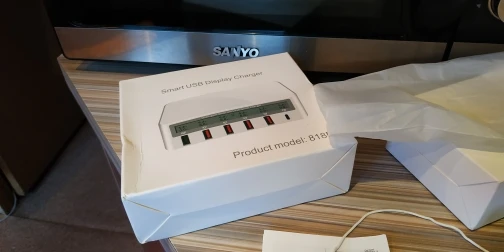 SANYO
Smart USB Display Charger
Product model: 818